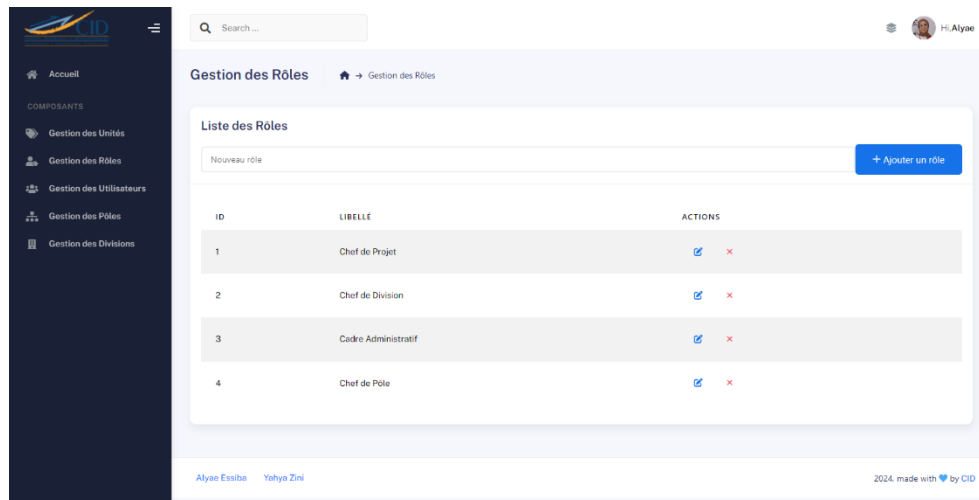 CID
Search ...
Hi, Alyae
Accueil
COMPOSANTS
Gestion des Unités
Gestion des Rôles
Gestion des Utilisateurs
Gestion des Pôles
Gestion des Divisions
Gestion des Rôles → Gestion des Rôles
Liste des Rôles
Nouveau rôle + Ajouter un rôle
ID LIBELLÉ ACTIONS
1 Chef de Projet
2 Chef de Division
3 Cadre Administratif
4 Chef de Pôle
Alyae Essiba Yahya Zini 2024, made with by CID